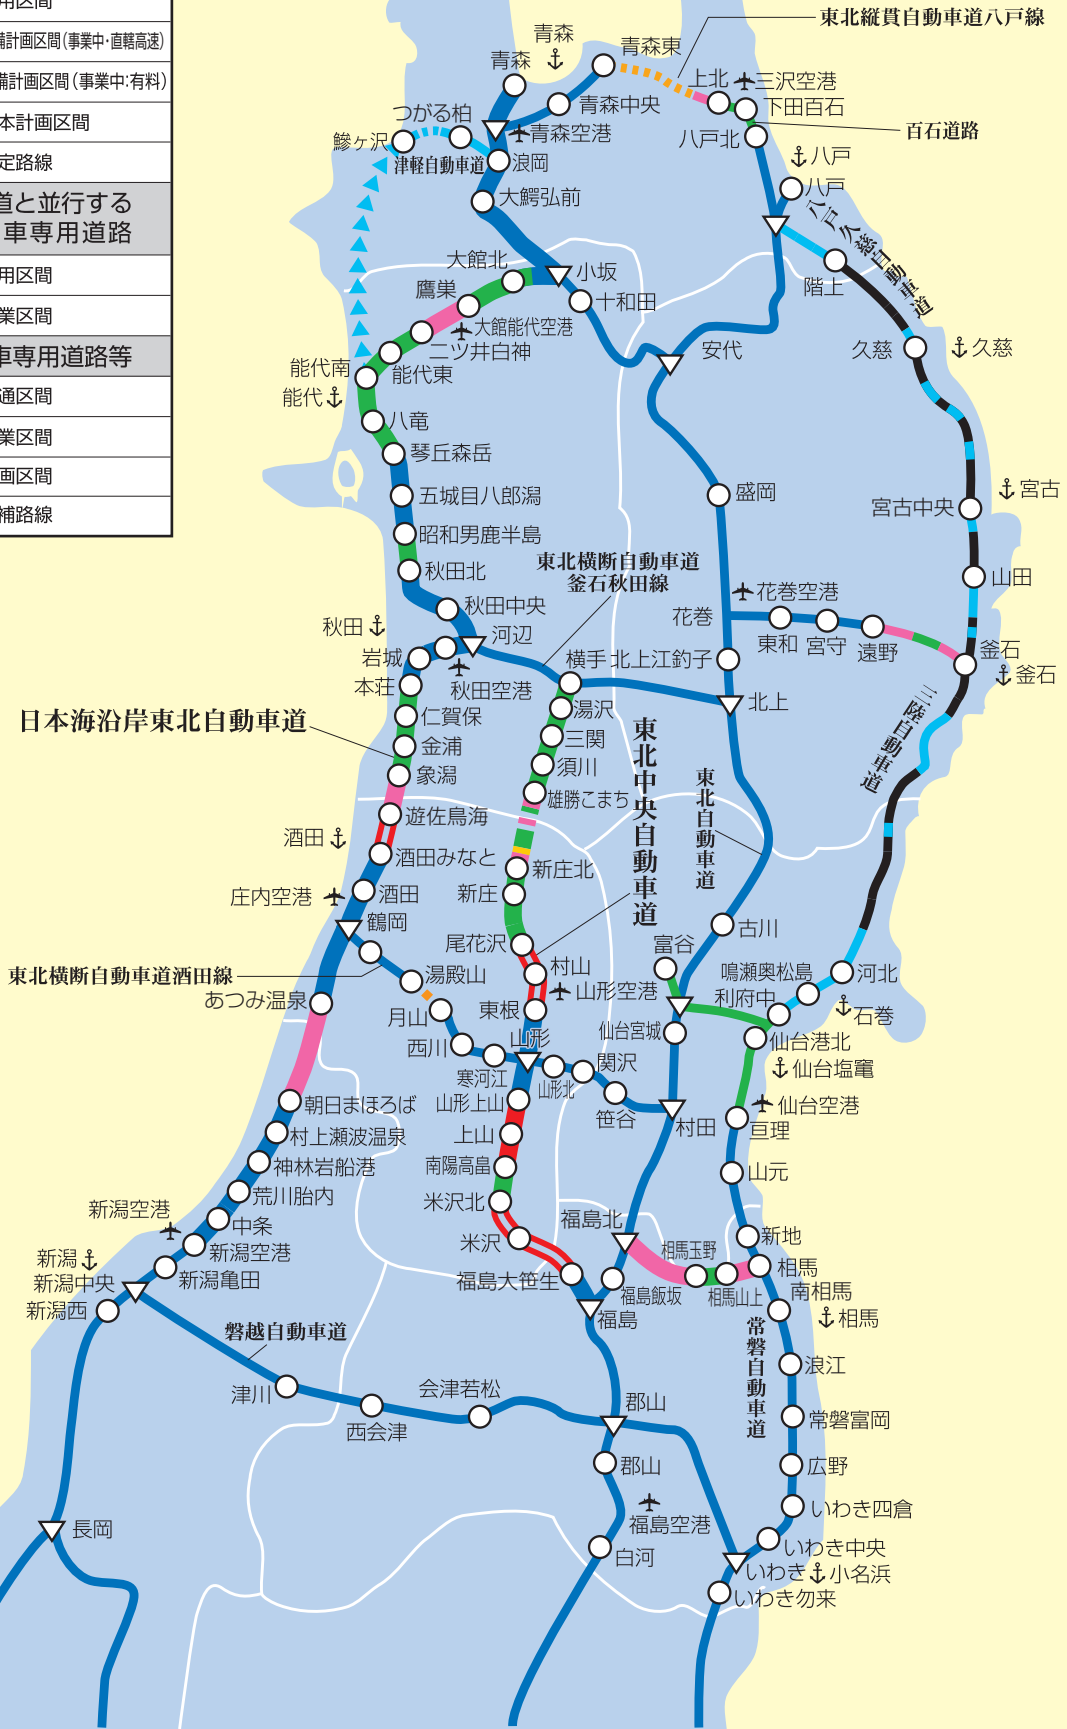 用区間
備計画区間(事業中・直轄高速)
備計画区間(事業中:有料)
本計画区間
定路線
道と並行する
車専用道路
用区間
業区間
車専用道路等
通区間
業区間
画区間
補路線
東北縦貫自動車道八戸線
青森
青森
青森東
上北
三沢空港
下田百石
青森中央
つがる柏
青森空港
百石道路
八戸北
鰺ヶ沢
津軽自動車道
浪岡
八戸
八戸
大鰐弘前
八戸久慈自動車道
大館北
小坂
階上
鷹巣
十和田
大館能代空港
二ツ井白神
安代
久慈
久慈
能代南
能代東
能代
八竜
琴丘森岳
五城目八郎潟
盛岡
宮古
宮古中央
昭和男鹿半島
東北横断自動車道
釜石秋田線
秋田北
山田
花巻空港
秋田中央
花巻
秋田
河辺
東和
宮守
遠野
釜石
岩城
横手
北上江釣子
釜石
本荘
秋田空港
仁賀保
湯沢
北上
三陸自動車道
日本海沿岸東北自動車道
金浦
三関
東北中央自動車道
象潟
須川
東北自動車道
雄勝こまち
遊佐鳥海
酒田
酒田みなと
新庄北
酒田
新庄
庄内空港
鶴岡
古川
尾花沢
富谷
村山
鳴瀬奥松島
河北
東北横断自動車道酒田線
湯殿山
山形空港
利府中
あつみ温泉
月山
東根
石巻
仙台宮城
仙台港北
西川
山形
関沢
仙台塩竈
寒河江
山形北
朝日まほろば
山形上山
笹谷
仙台空港
村田
亘理
村上瀬波温泉
上山
神林岩船港
南陽高畠
山元
荒川胎内
米沢北
新潟空港
中条
福島北
新地
新潟空港
米沢
相馬玉野
新潟
相馬
新潟中央
新潟亀田
福島大笹生
相馬山上
南相馬
新潟西
福島飯坂
福島
相馬
磐越自動車道
常磐自動車道
浪江
津川
会津若松
郡山
西会津
常磐富岡
郡山
広野
いわき四倉
長岡
福島空港
白河
いわき中央
いわき
小名浜
いわき勿来